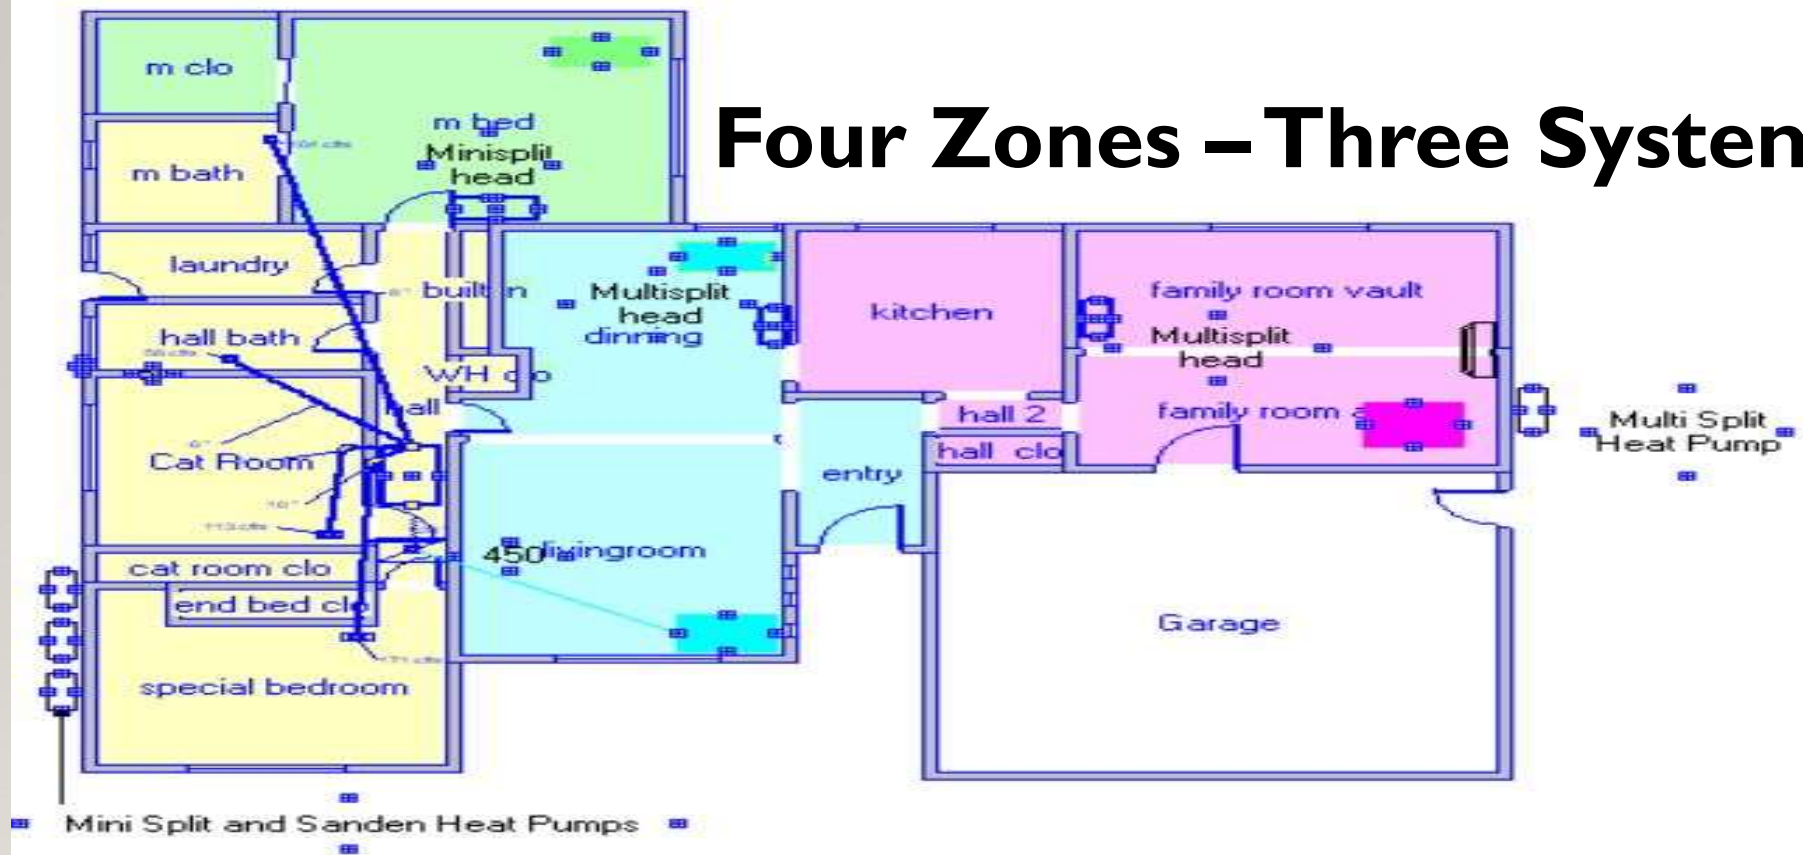 m clo
Four Zones – Three System
m bed
Minisplit
head
m bath
laundry
built n
Multisplit
head
dinning
family room vault
kitchen
Multisplit
head
hall bath
WH clo
hall
hall 2
family room
Multi Split
Heat Pump
hall clo
Cat Room
entry
450
livingroom
cat room clo
end bed clo
Garage
special bedroom
Mini Split and Sanden Heat Pumps